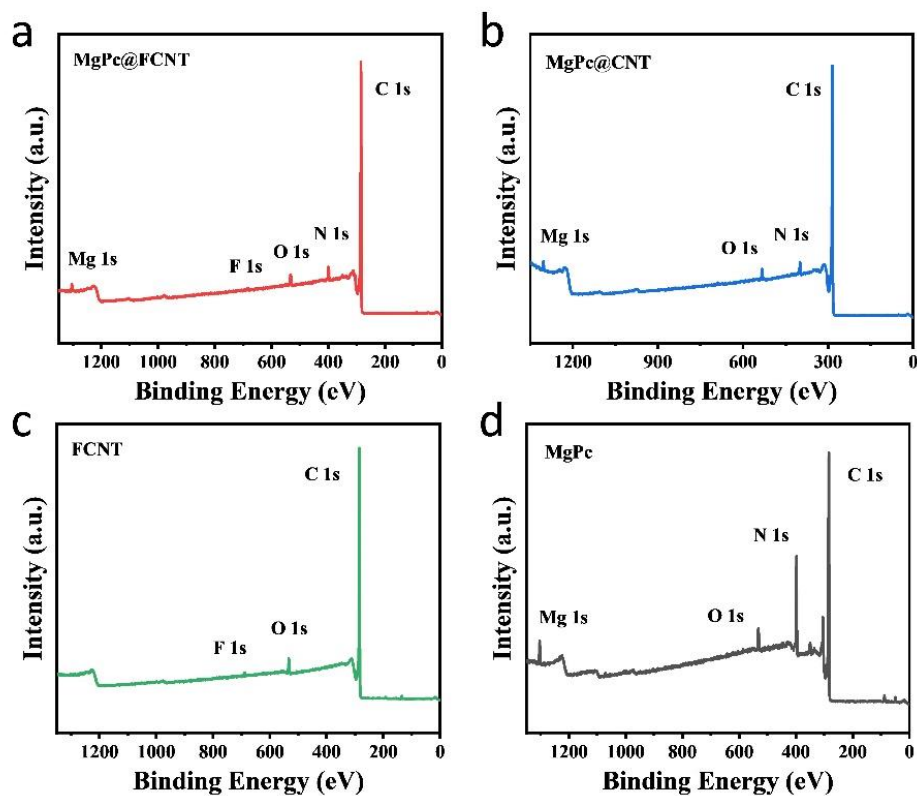 a
MgPc@FCNT
C 1s
N 1s
O 1s
F 1s
Mg 1s
Intensity (a.u.)
1200 1000 800 600 400 200 0
Binding Energy (eV)
b
MgPc@CNT
C 1s
N 1s
O 1s
Mg 1s
Intensity (a.u.)
1200 900 600 300 0
Binding Energy (eV)
c
FCNT
C 1s
O 1s
F 1s
Intensity (a.u.)
1200 1000 800 600 400 200 0
Binding Energy (eV)
d
MgPc
C 1s
N 1s
O 1s
Mg 1s
Intensity (a.u.)
1200 1000 800 600 400 200 0
Binding Energy (eV)